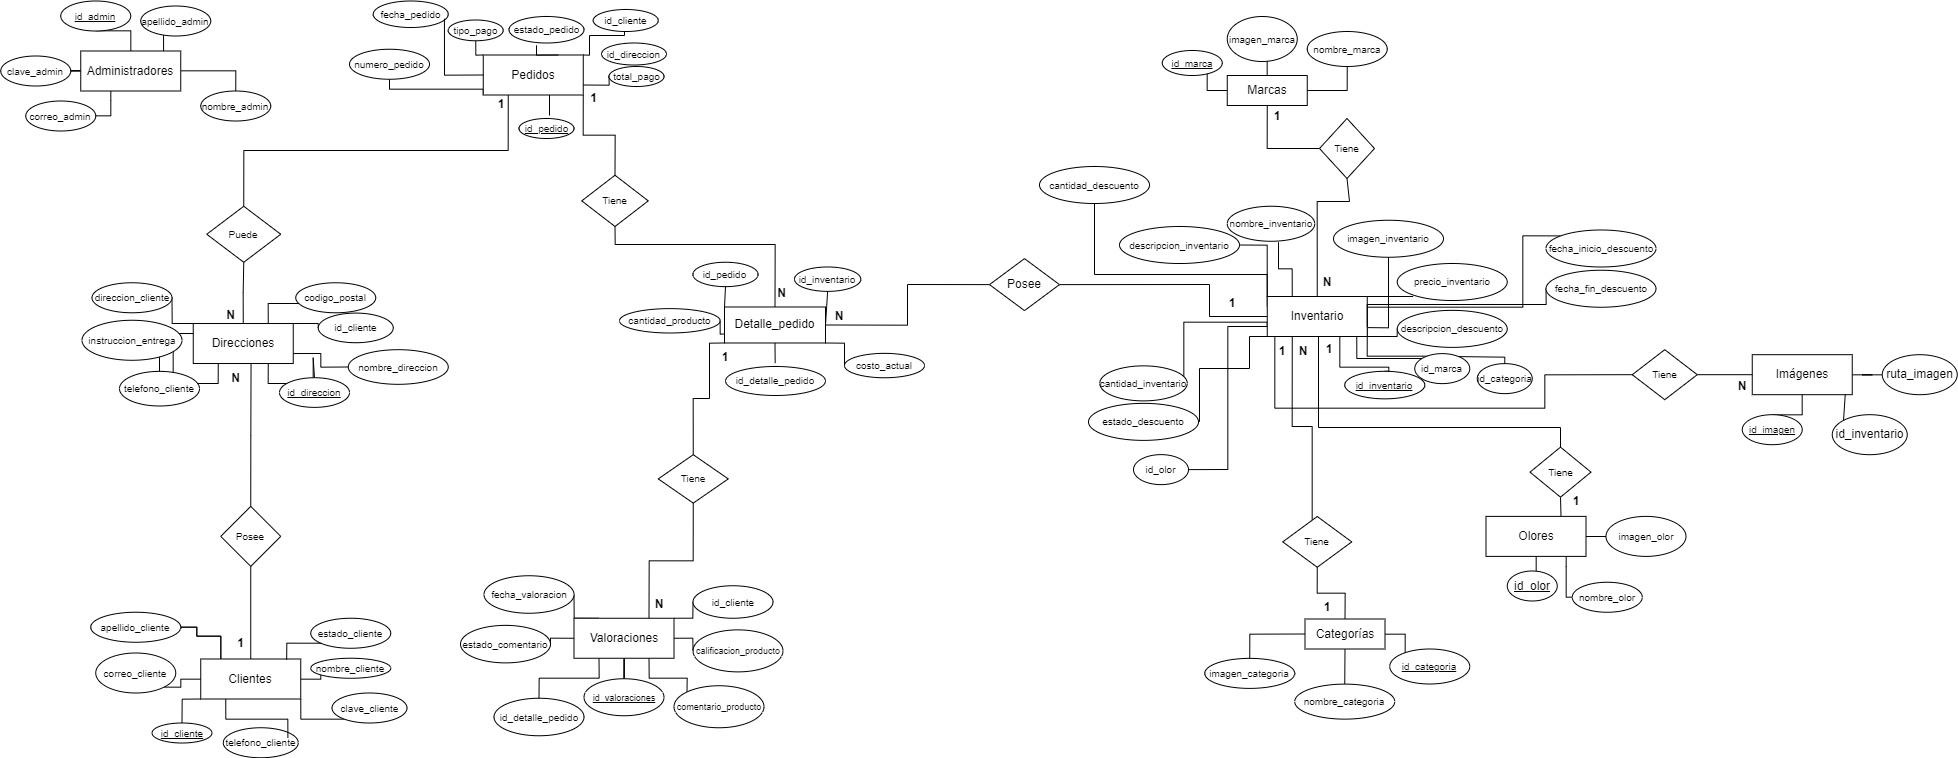 id_admin
apellido_admin
Administradores
clave_admin
correo_admin
nombre_admin
fecha_pedido
tipo_pago
estado_pedido
id_cliente
id_direccion
numero_pedido
Pedidos
total_pago
1
1
id_pedido
Tiene
Puede
N
direccion_cliente
codigo_postal
id_cliente
instruccion_entrega
Direcciones
nombre_direccion
telefono_cliente
id_direccion
N
Posee
1
apellido_cliente
estado_cliente
correo_cliente
Clientes
nombre_cliente
clave_cliente
id_cliente
telefono_cliente
id_pedido
id_inventario
N
cantidad_producto
Detalle_pedido
N
1
id_detalle_pedido
costo_actual
Tiene
N
fecha_valoracion
id_cliente
estado_comentario
Valoraciones
calificacion_producto
id_detalle_pedido
id_valoraciones
comentario_producto
Posee
1
imagen_marca
id_marca
nombre_marca
Marcas
1
Tiene
N
cantidad_descuento
descripcion_inventario
nombre_inventario
imagen_inventario
fecha_inicio_descuento
precio_inventario
fecha_fin_descuento
Inventario
descripcion_descuento
1
N
1
cantidad_inventario
id_inventario
id_marca
id_categoria
estado_descuento
id_olor
Tiene
N
Imágenes
ruta_imagen
id_imagen
id_inventario
Tiene
1
Olores
imagen_olor
id_olor
nombre_olor
Tiene
1
Categorías
imagen_categoria
id_categoria
nombre_categoria